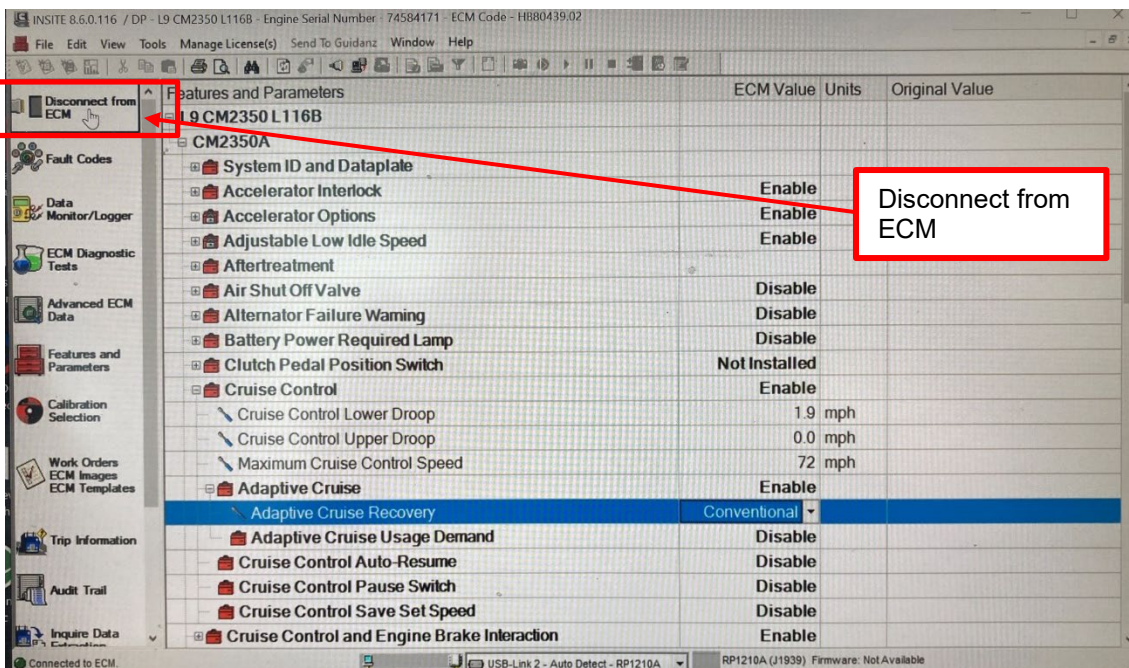 INSITE 8.6.0.116 / DP - L9 CM2350 L116B - Engine Serial Number - 74584171 - ECM Code - HB80439.02
File Edit View Tools Manage License(s) Send To Guidanz Window Help
Features and Parameters ECM Value Units Original Value
Disconnect from
ECM
L9 CM2350 L116B
CM2350A
Fault Codes
System ID and Dataplate
Accelerator Interlock Enable
Data
Monitor/Logger
Accelerator Options Enable
Disconnect from
ECM
Adjustable Low Idle Speed Enable
ECM Diagnostic
Tests
Aftertreatment
Air Shut Off Valve Disable
Advanced ECM
Data
Alternator Failure Warning Disable
Battery Power Required Lamp Disable
Features and
Parameters
Clutch Pedal Position Switch Not Installed
Cruise Control Enable
Calibration
Selection
Cruise Control Lower Droop 1.9 mph
Cruise Control Upper Droop 0.0 mph
Maximum Cruise Control Speed 72 mph
Work Orders
ECM Images
ECM Templates
Adaptive Cruise Enable
Adaptive Cruise Recovery Conventional
Trip Information
Adaptive Cruise Usage Demand Disable
Cruise Control Auto-Resume Disable
Audit Trail
Cruise Control Pause Switch Disable
Cruise Control Save Set Speed Disable
Inquire Data
Extraction
Cruise Control and Engine Brake Interaction Enable
Connected to ECM. USB-Link 2 - Auto Detect - RP1210A RP1210A (J1939) Firmware: Not Available